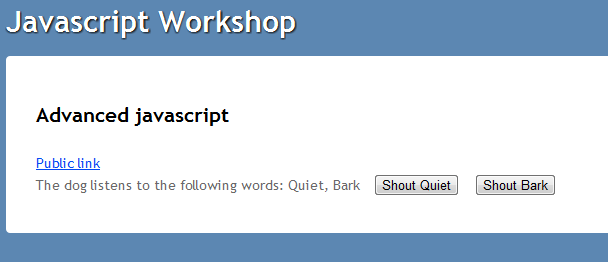 Javascript Workshop
Advanced javascript
Public link
The dog listens to the following words: Quiet, Bark Shout Quiet Shout Bark